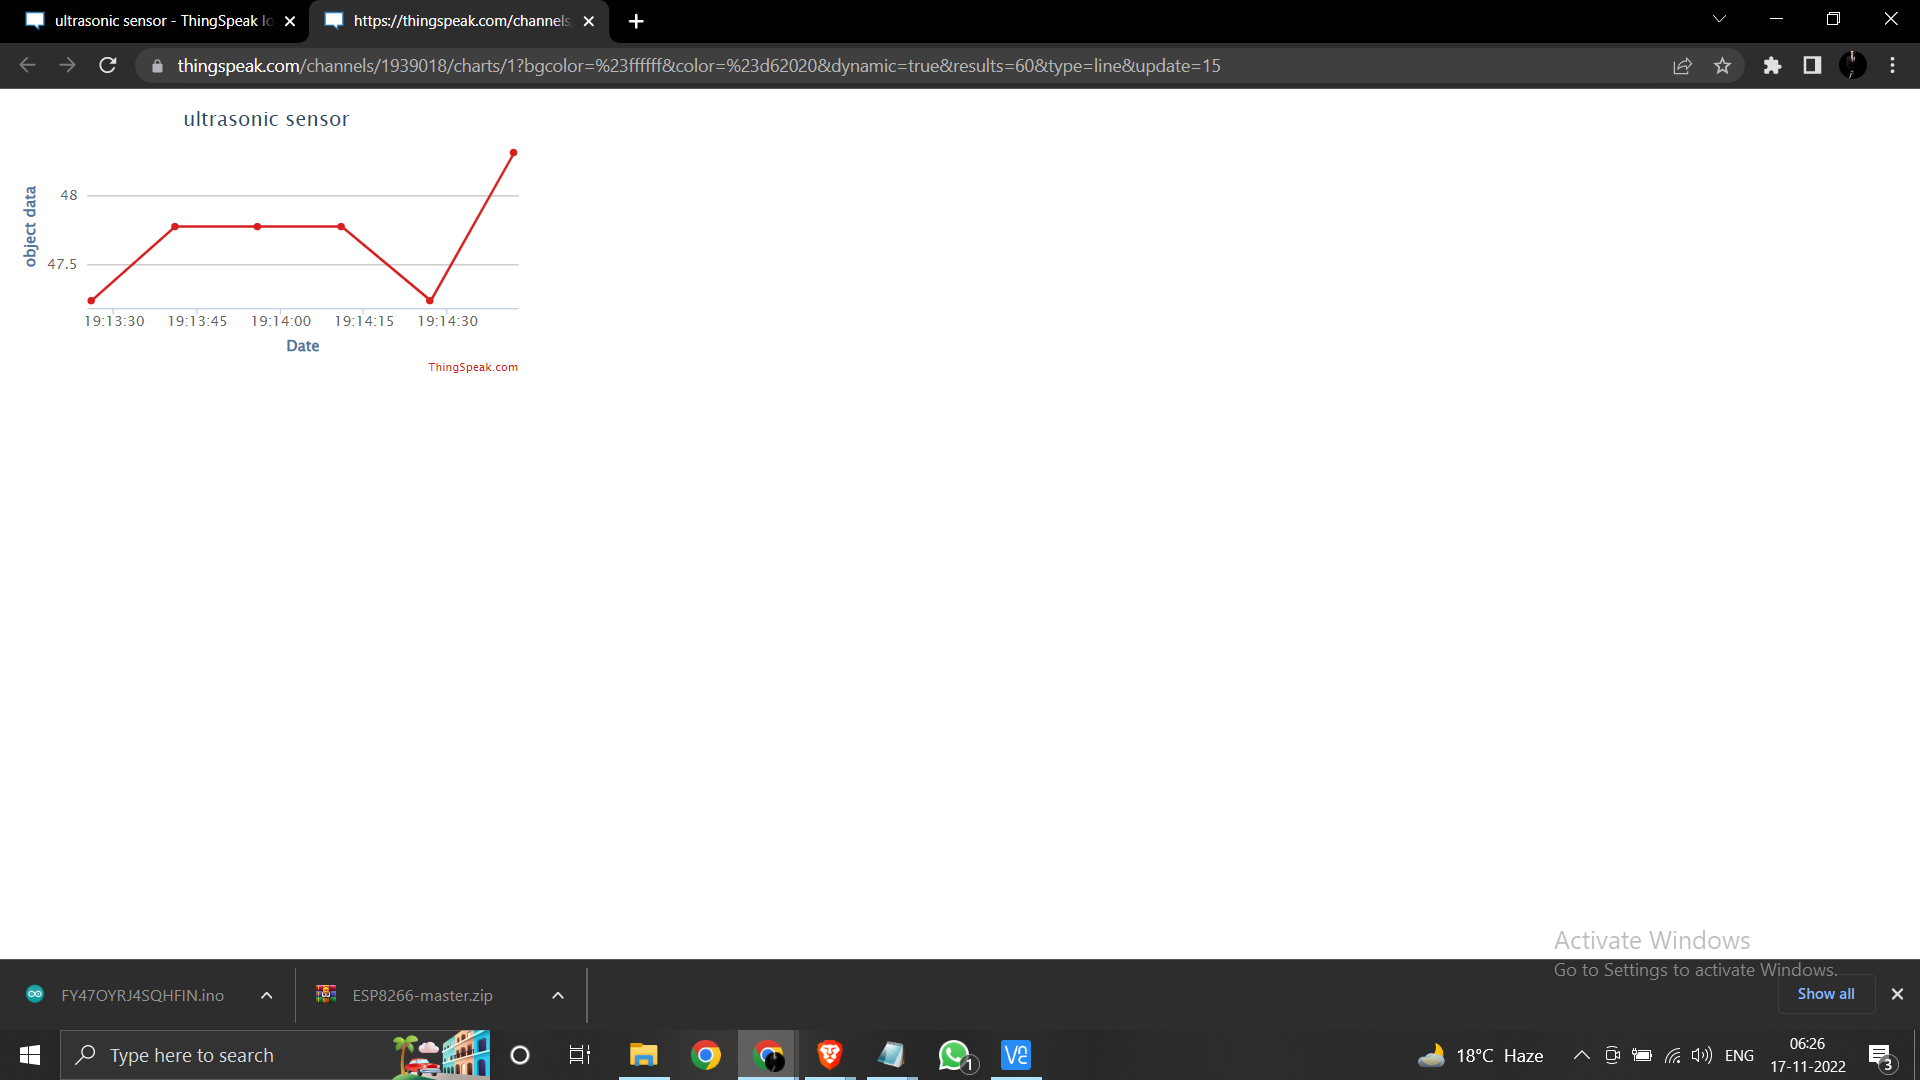 ultrasonic sensor - ThingSpeak Io
https://thingspeak.com/channels
thingspeak.com/channels/1939018/charts/1?bgcolor=%23ffffff&color=%23d62020&dynamic=true&results=60&type=line&update=15
ultrasonic sensor
object data
48
47.5
19:13:30 19:13:45 19:14:00 19:14:15 19:14:30
Date
ThingSpeak.com
Activate Windows
Go to Settings to activate Windows.
FY47OYRJ4SQHFIN.ino
ESP8266-master.zip
Show all
Type here to search
1
18°C Haze
ENG
06:26
17-11-2022
3